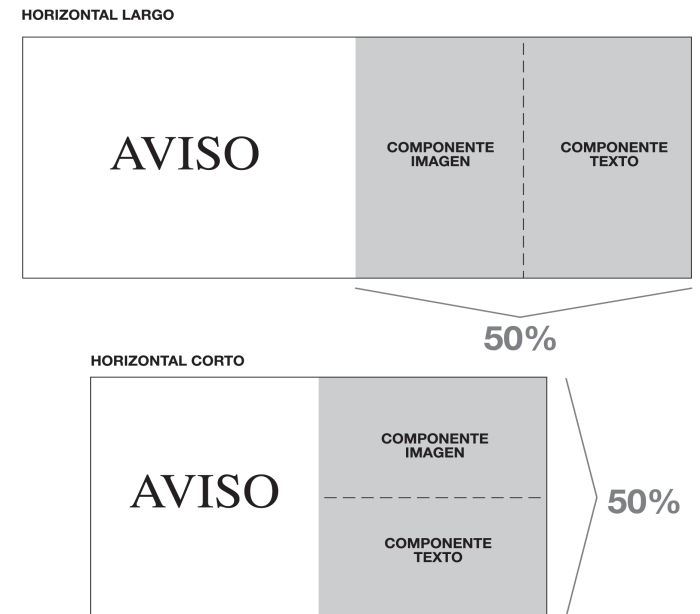 HORIZONTAL LARGO
AVISO
COMPONENTE
IMAGEN
COMPONENTE
TEXTO
50%
HORIZONTAL CORTO
AVISO
COMPONENTE
IMAGEN
COMPONENTE
TEXTO
50%